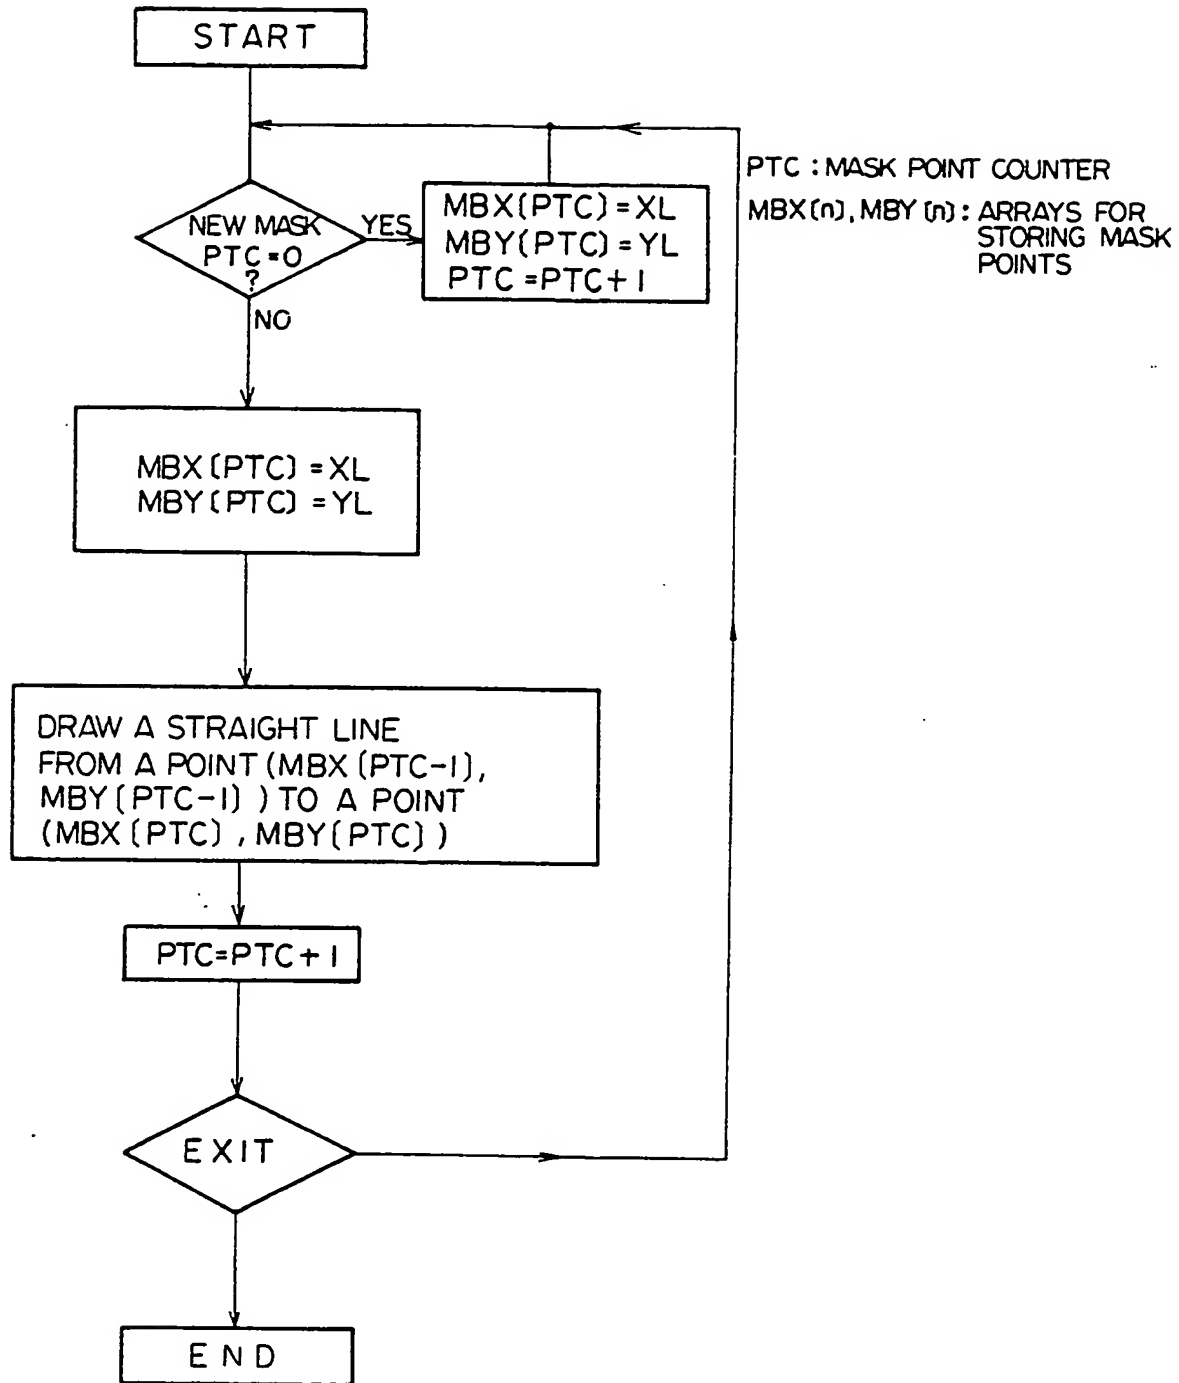 START
NEW MASK
PTC=0
?
YES
NO
MBX(PTC)=XL
MBY(PTC)=YL
PTC=PTC+1
PTC : MASK POINT COUNTER
MBX(n), MBY(n): ARRAYS FOR
STORING MASK
POINTS
MBX(PTC)=XL
MBY(PTC)=YL
DRAW A STRAIGHT LINE
FROM A POINT (MBX(PTC-1),
MBY(PTC-1)) TO A POINT
(MBX(PTC), MBY(PTC))
PTC=PTC+1
EXIT
END